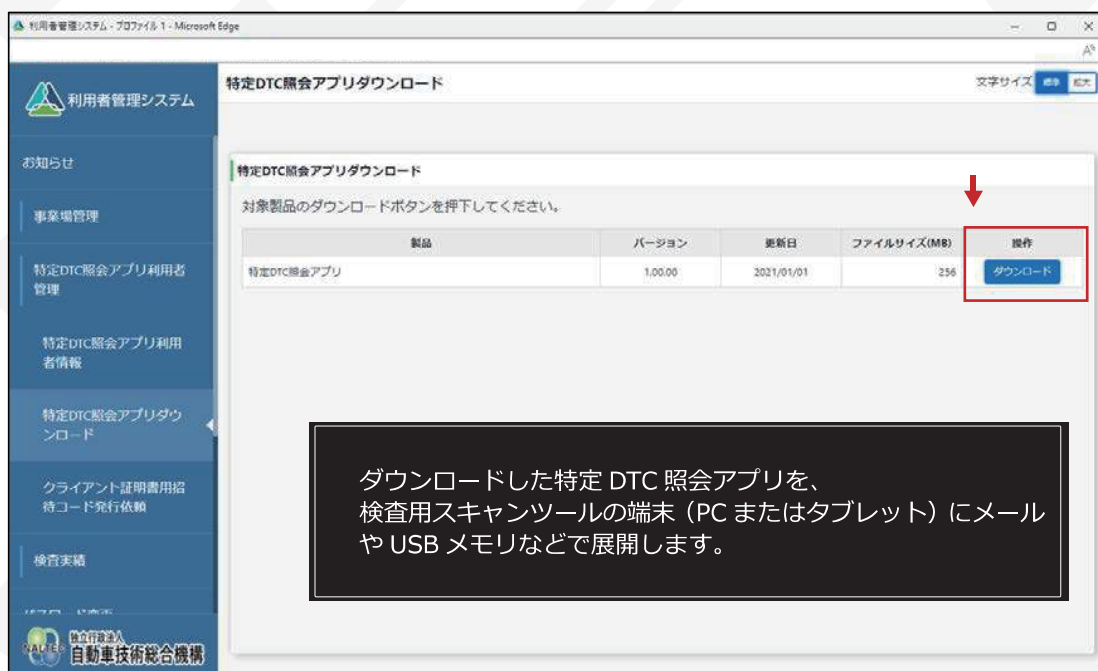 利用者管理システム - プロファイル 1 - Microsoft Edge
利用者管理システム
特定DTC照会アプリダウンロード
文字サイズ 標準 拡大
お知らせ
事業場管理
特定DTC照会アプリ利用者
管理
特定DTC照会アプリ利用
者情報
特定DTC照会アプリダウ
ンロード
クライアント証明書用招
待コード発行依頼
検査実績
パスワード変更
NALTEC 独立行政法人
自動車技術総合機構
特定DTC照会アプリダウンロード
対象製品のダウンロードボタンを押下してください。
製品 バージョン 更新日 ファイルサイズ(MB) 操作
特定DTC照会アプリ 1.00.00 2021/01/01 256 ダウンロード
ダウンロードした特定 DTC 照会アプリを、
検査用スキャンツールの端末（PC またはタブレット）にメール
や USB メモリなどで展開します。